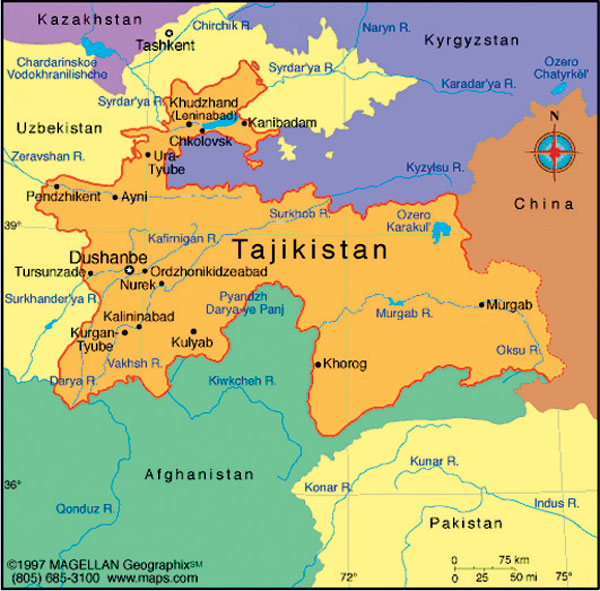 Kazakhstan
Chirchik R.
Naryn R.
Tashkent
Kyrgyzstan
Chardarinskoe
Vodokhranilishche
Syrdar'ya R.
Ozero
Chatyrkël'
Karadar'ya R.
Syrdar'ya R.
Khudzhand
(Leninabad)
Kanibadam
Uzbekistan
Chkolovsk
N
Zeravshan R.
Ura-
Tyube
Kyzylsu R.
Pendzhikent
Ayni
China
39°
Surkhob R.
Ozero
Karakul'
Kafirnigan R.
Tajikistan
Dushanbe
Tursunzade
Ordzhonikidzeabad
Nurek
Surkhander'ya R.
Pyandzh
Darya-ye Panj
Murgab R.
Murgab
Kalininabad
Kurgan-
Tyube
Kulyab
Oksu R.
Vakhsh R.
Khorog
Darya R.
Kiwkcheh R.
Afghanistan
Kunar R.
36°
Konar R.
Qonduz R.
Indus R.
Pakistan
©1997 MAGELLAN Geographix℠
(805) 685-3100 www.maps.com
72°
0 75 km
0 25 50 mi
75°